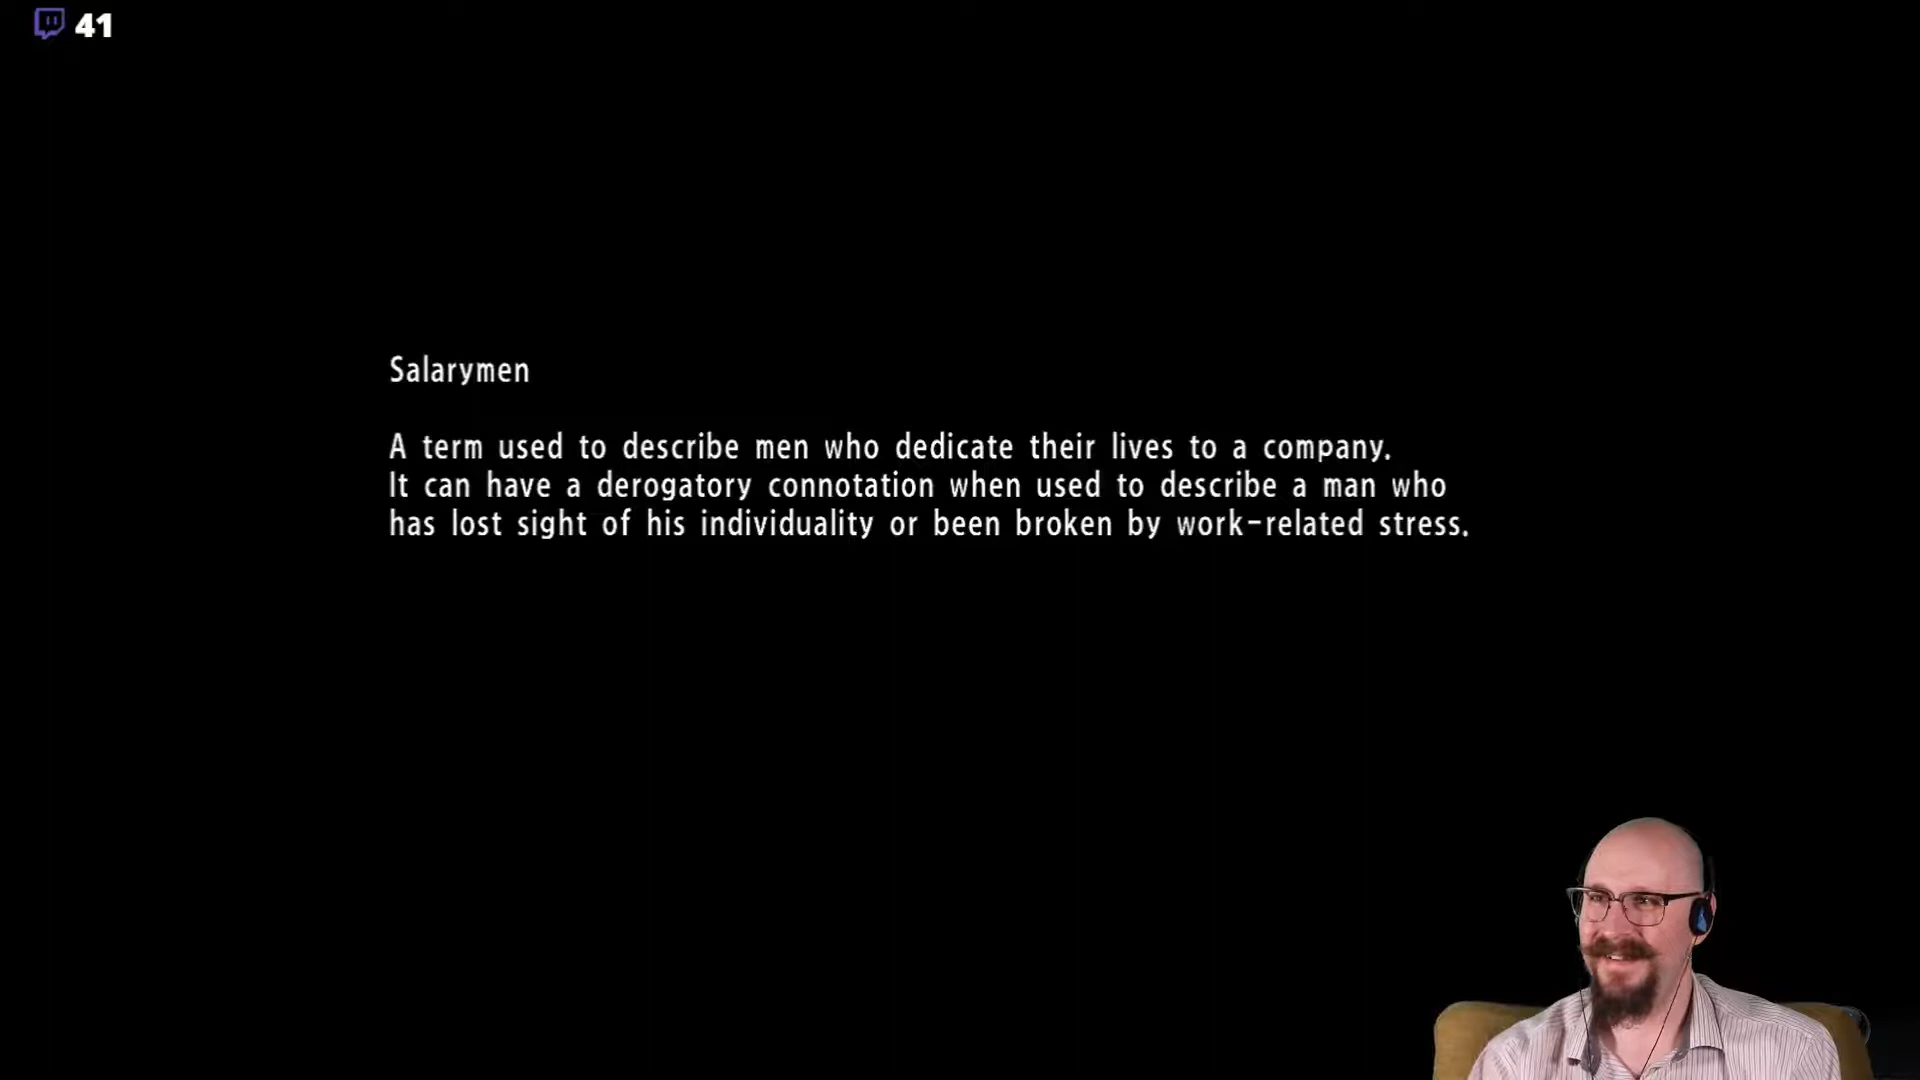 41
Salarymen
A term used to describe men who dedicate their lives to a company.
It can have a derogatory connotation when used to describe a man who
has lost sight of his individuality or been broken by work-related stress.